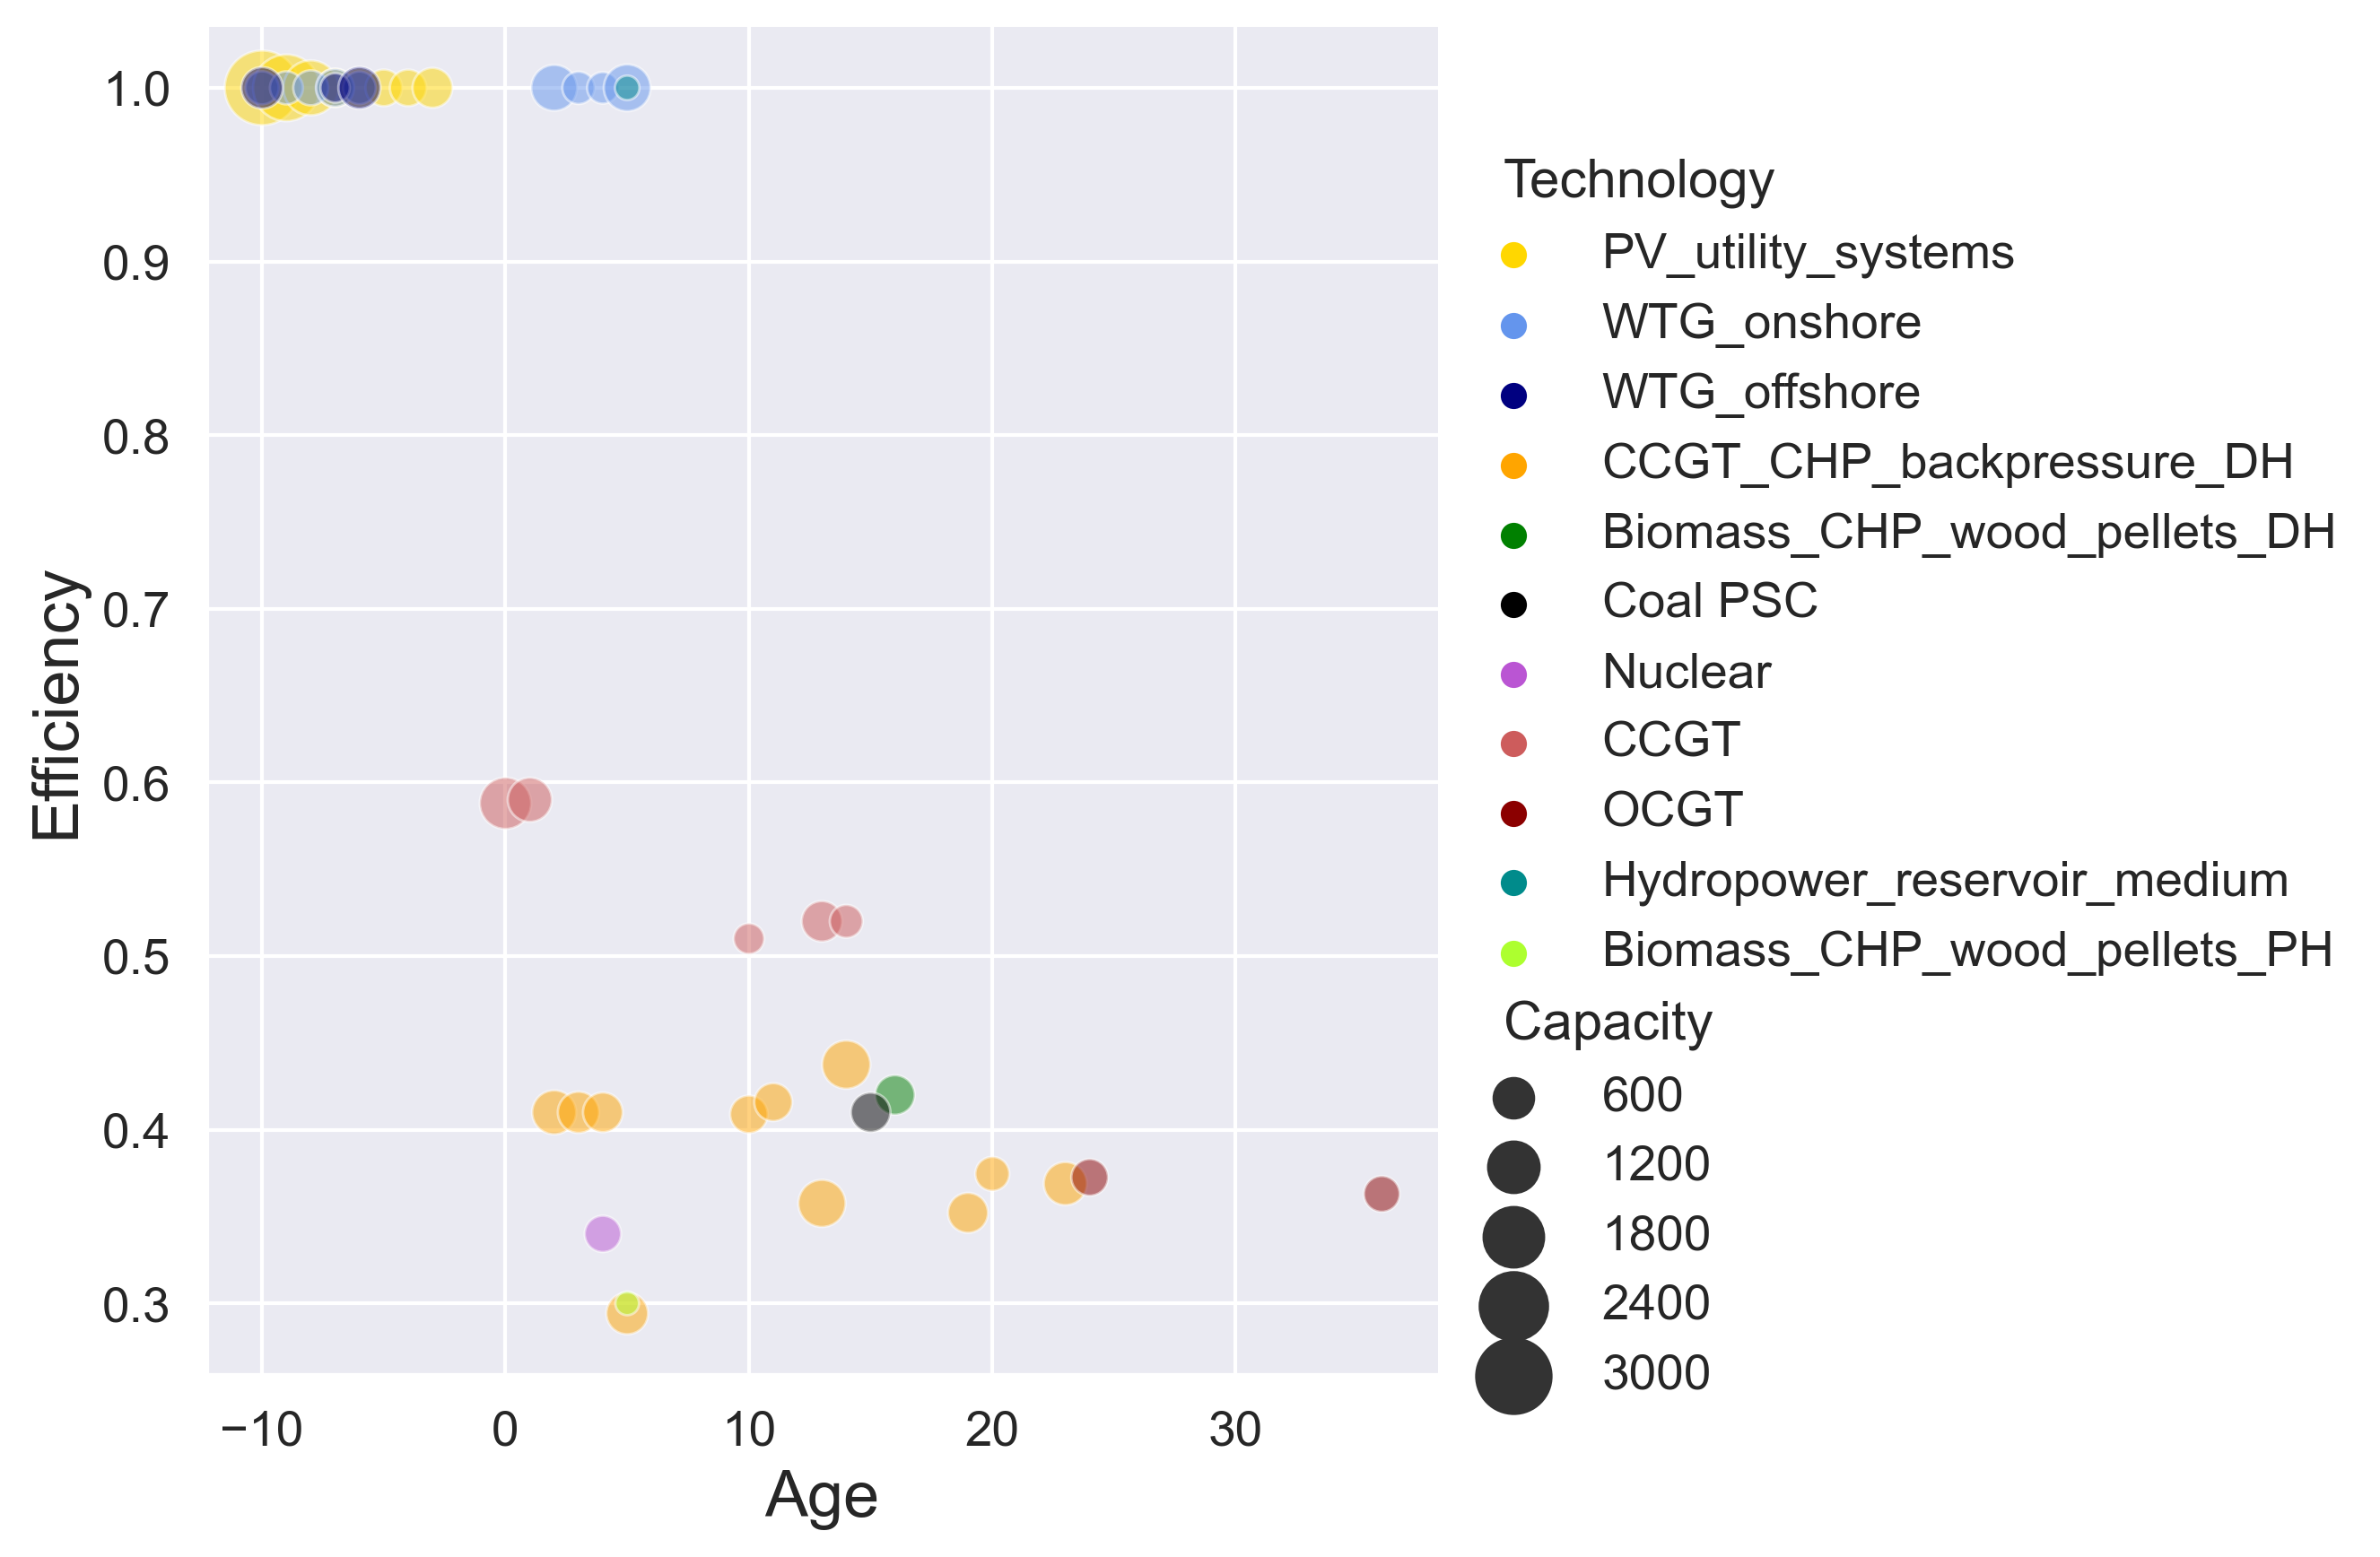 1.0
0.9
0.8
0.7
0.6
0.5
0.4
0.3
Efficiency
−10 0 10 20 30
Age
Technology
PV_utility_systems
WTG_onshore
WTG_offshore
CCGT_CHP_backpressure_DH
Biomass_CHP_wood_pellets_DH
Coal PSC
Nuclear
CCGT
OCGT
Hydropower_reservoir_medium
Biomass_CHP_wood_pellets_PH
Capacity
600
1200
1800
2400
3000